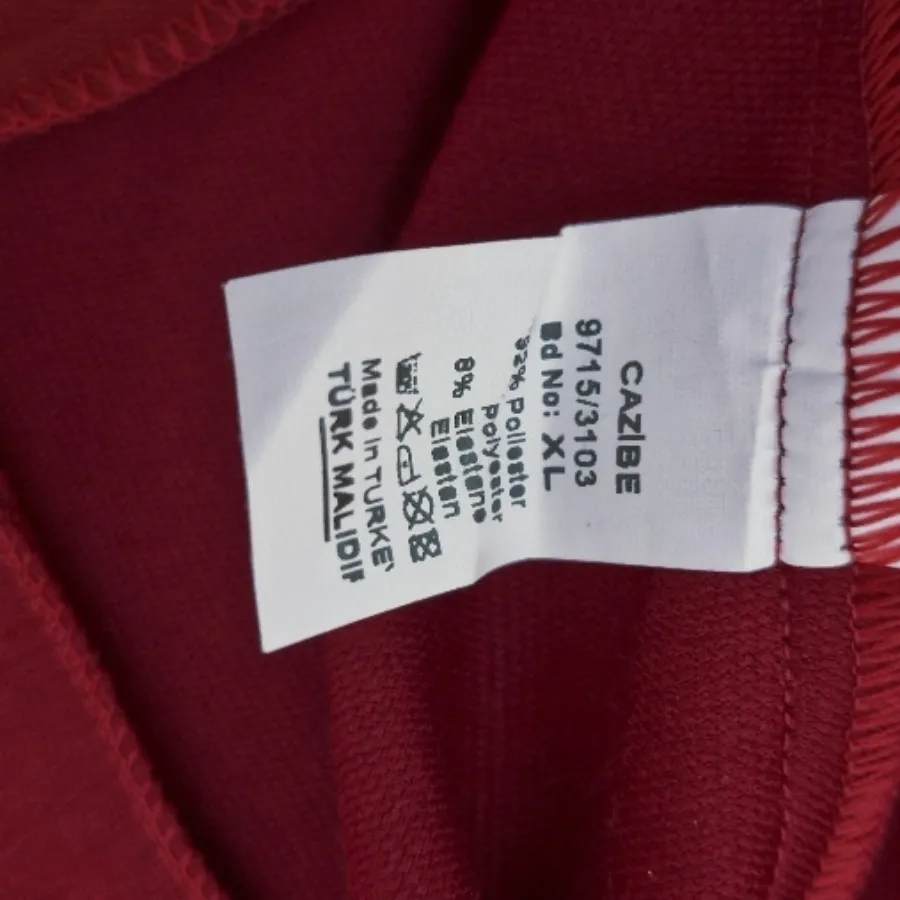 CAZİBE
9715/3103
Bd No: XL
92% Poliester
Polyester
8% Elastane
Elastan
Made in TURKEY
TÜRK MALIDIR